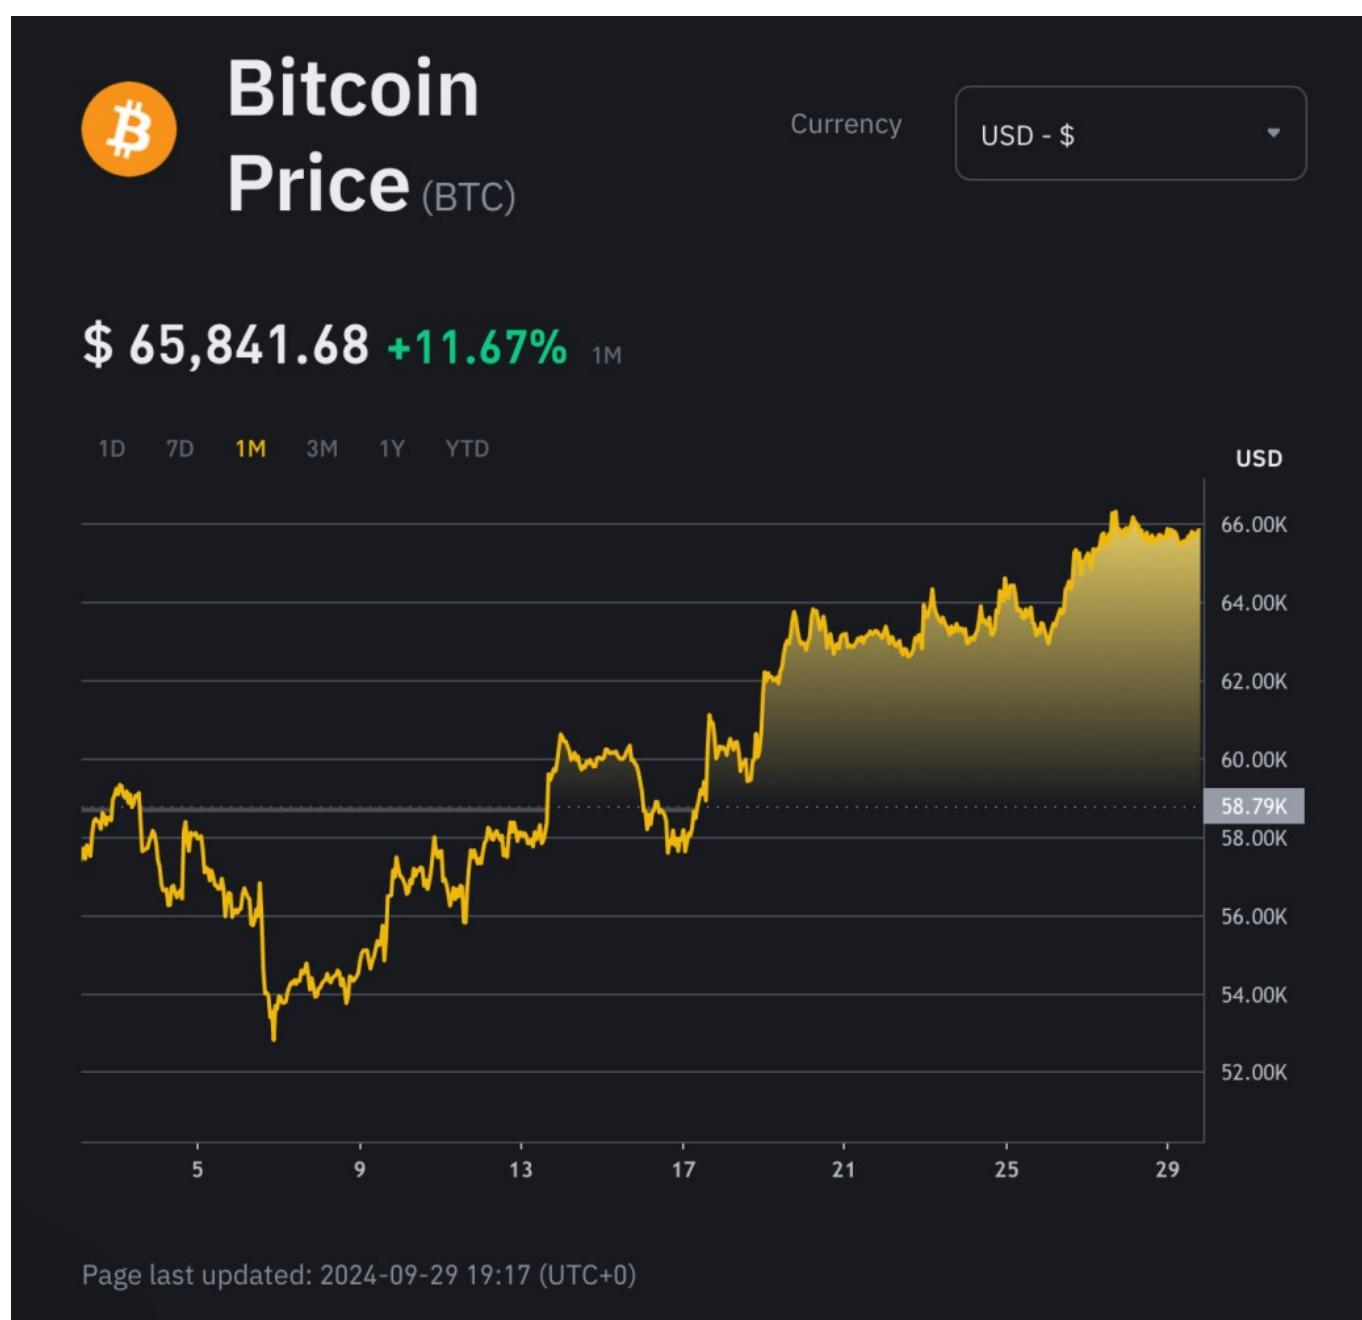 Bitcoin
Price (BTC)
Currency
USD - $
$ 65,841.68 +11.67% 1M
1D 7D 1M 3M 1Y YTD
USD
66.00K
64.00K
62.00K
60.00K
58.79K
58.00K
56.00K
54.00K
52.00K
5 9 13 17 21 25 29
Page last updated: 2024-09-29 19:17 (UTC+0)